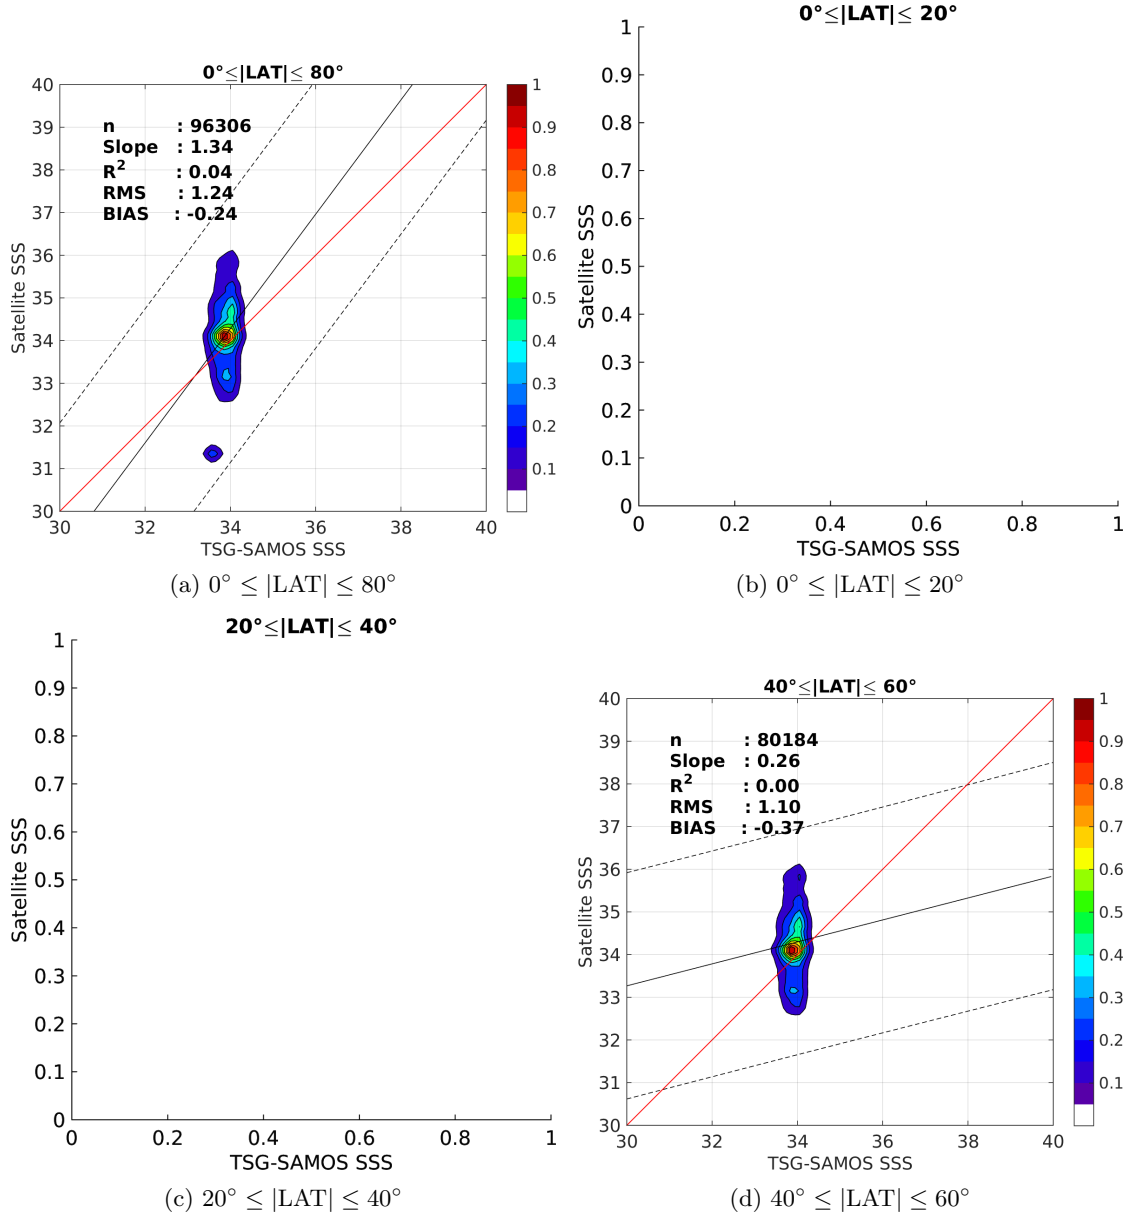 0°≤|LAT|≤ 80°
n : 96306
Slope : 1.34
R² : 0.04
RMS : 1.24
BIAS : -0.24
40
39
38
37
36
35
34
33
32
31
30
30 32 34 36 38 40
Satellite SSS
TSG-SAMOS SSS
1
0.9
0.8
0.7
0.6
0.5
0.4
0.3
0.2
0.1
(a) 0° ≤ |LAT| ≤ 80°
0°≤|LAT|≤ 20°
1
0.9
0.8
0.7
0.6
0.5
0.4
0.3
0.2
0.1
0
0 0.2 0.4 0.6 0.8 1
Satellite SSS
TSG-SAMOS SSS
(b) 0° ≤ |LAT| ≤ 20°
20°≤|LAT|≤ 40°
1
0.9
0.8
0.7
0.6
0.5
0.4
0.3
0.2
0.1
0
0 0.2 0.4 0.6 0.8 1
Satellite SSS
TSG-SAMOS SSS
(c) 20° ≤ |LAT| ≤ 40°
40°≤|LAT|≤ 60°
n : 80184
Slope : 0.26
R² : 0.00
RMS : 1.10
BIAS : -0.37
40
39
38
37
36
35
34
33
32
31
30
30 32 34 36 38 40
Satellite SSS
TSG-SAMOS SSS
1
0.9
0.8
0.7
0.6
0.5
0.4
0.3
0.2
0.1
(d) 40° ≤ |LAT| ≤ 60°